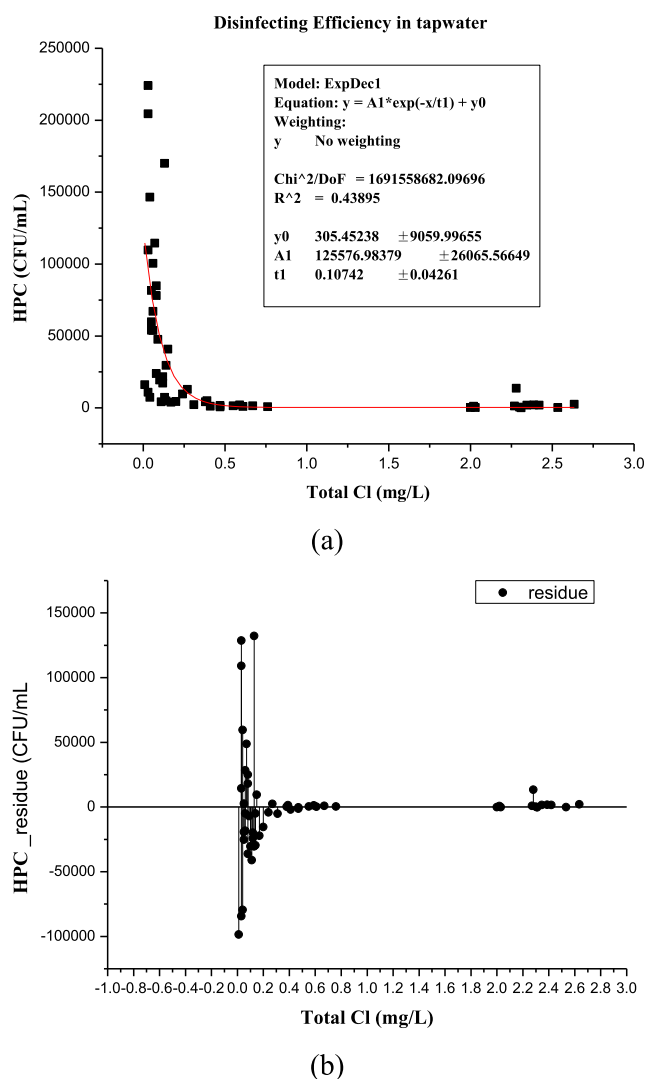 Disinfecting Efficiency in tapwater
250000
200000
150000
100000
50000
0
HPC (CFU/mL)
Model: ExpDec1
Equation: y = A1*exp(-x/t1) + y0
Weighting:
y No weighting
Chi^2/DoF = 1691558682.09696
R^2 = 0.43895
y0 305.45238 ±9059.99655
A1 125576.98379 ±26065.56649
t1 0.10742 ±0.04261
0.0 0.5 1.0 1.5 2.0 2.5 3.0
Total Cl (mg/L)
(a)
residue
150000
100000
50000
0
-50000
-100000
HPC_residue (CFU/mL
-1.0 -0.8 -0.6 -0.4 -0.2 0.0 0.2 0.4 0.6 0.8 1.0 1.2 1.4 1.6 1.8 2.0 2.2 2.4 2.6 2.8 3.0
Total Cl (mg/L)
(b)